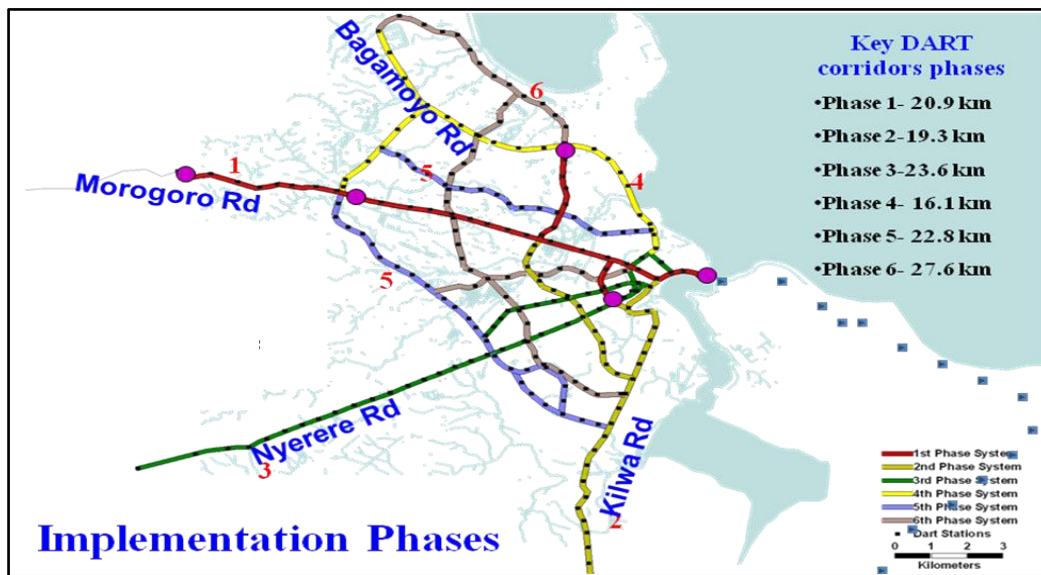 Key DART
corridors phases
•Phase 1- 20.9 km
•Phase 2-19.3 km
•Phase 3-23.6 km
•Phase 4- 16.1 km
•Phase 5- 22.8 km
•Phase 6- 27.6 km
Bagamoyo Rd
6
1
5
4
Morogoro Rd
5
Nyerere Rd
3
Kilwa Rd
2
Implementation Phases
1st Phase System
2nd Phase System
3rd Phase System
4th Phase System
5th Phase System
6th Phase System
Dart Stations
0 1 2 3
Kilometers